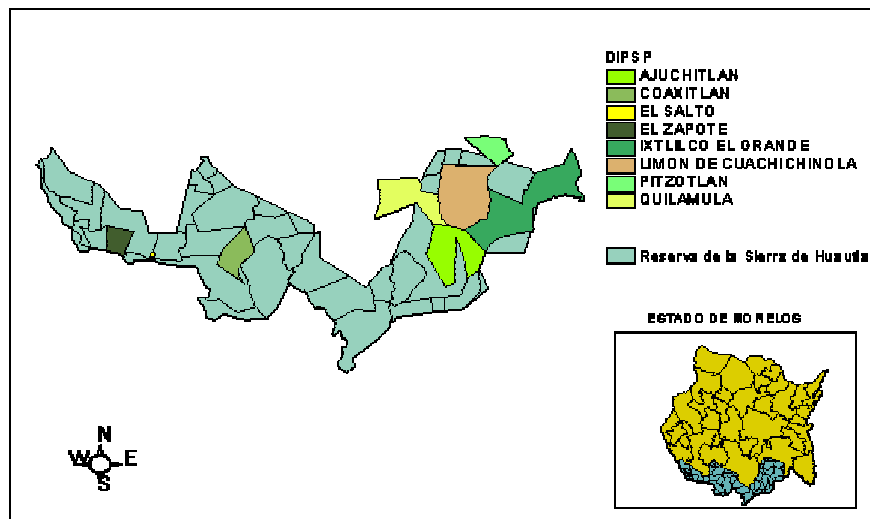 DIPSP
AJUCHITLAN
COAXITLAN
EL SALTO
EL ZAPOTE
IXTLILCO EL GRANDE
LIMON DE CUACHICHINOLA
PITZOTLAN
QUILAMULA
Reserva de la Sierra de Huautla
ESTADO DE MORELOS
N
W E
S